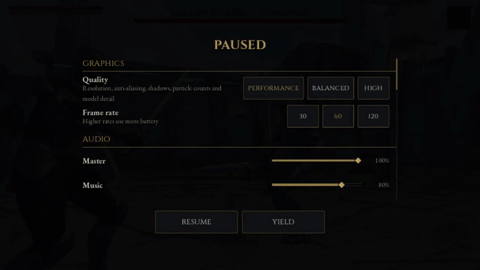 PAUSED
GRAPHICS
Quality
Resolution, anti-aliasing, shadows, particle counts and
model detail
PERFORMANCE BALANCED HIGH
Frame rate
Higher rates use more battery
30 60 120
AUDIO
Master 100%
Music 80%
RESUME YIELD